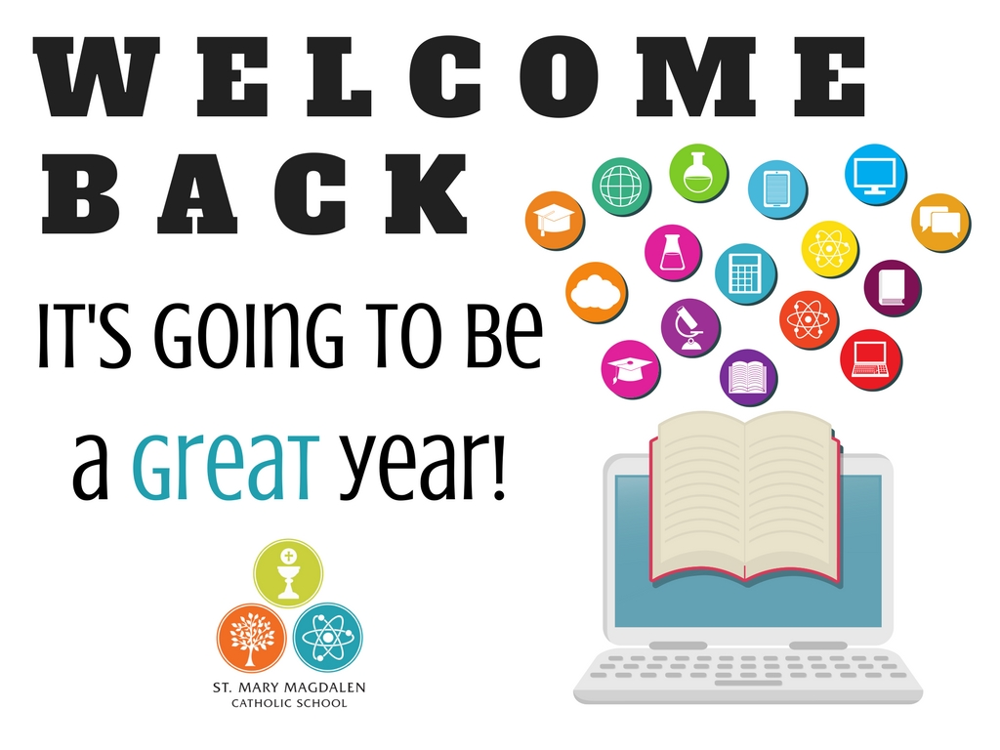 WELCOME
BACK
IT'S GOING TO BE
a GREAT year!
ST. MARY MAGDALEN
CATHOLIC SCHOOL